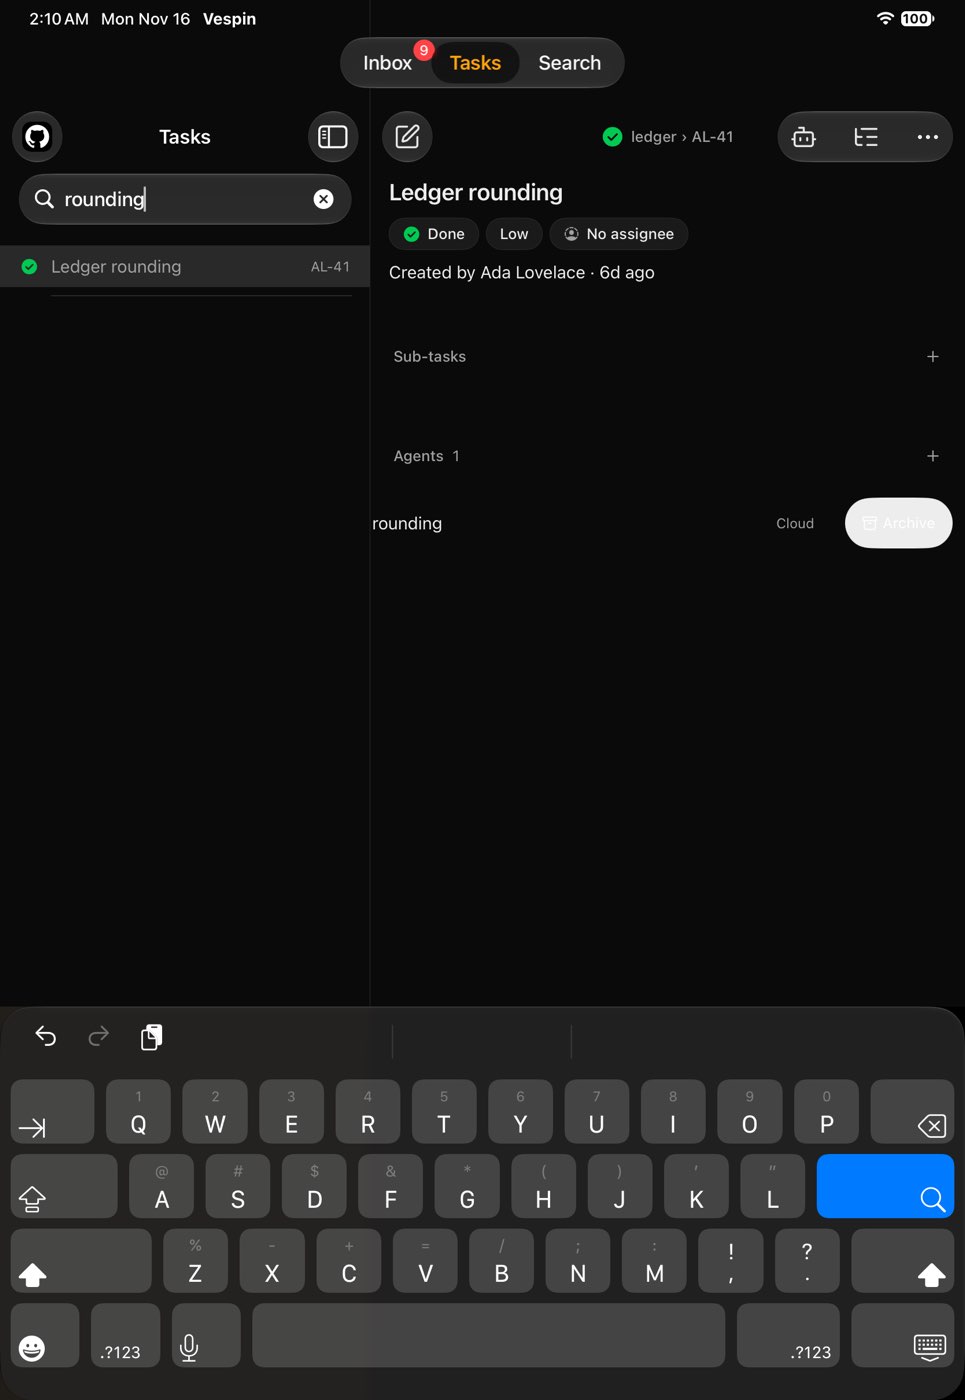 2:10 AM Mon Nov 16 Vespin
100
Inbox 9 Tasks Search
Tasks
ledger › AL-41
rounding
Ledger rounding AL-41
Ledger rounding
Done Low No assignee
Created by Ada Lovelace · 6d ago
Sub-tasks +
Agents 1 +
rounding Cloud Archive
1 2 3 4 5 6 7 8 9 0
Q W E R T Y U I O P
@ # $ & * ( ) ' "
A S D F G H J K L
% - + = / ; : ! ?
Z X C V B N M , .
.?123 .?123